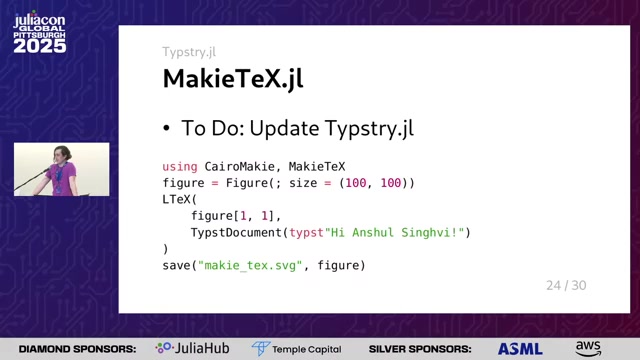 juliacon
GLOBAL
PITTSBURGH
2025
Typstry.jl
MakieTeX.jl
• To Do: Update Typstry.jl
using CairoMakie, MakieTeX
figure = Figure(; size = (100, 100))
LTeX(
    figure[1, 1],
    TypstDocument(typst"Hi Anshul Singhvi!")
)
save("makie_tex.svg", figure)
24 / 30
DIAMOND SPONSORS: JuliaHub Temple Capital SILVER SPONSORS: ASML aws